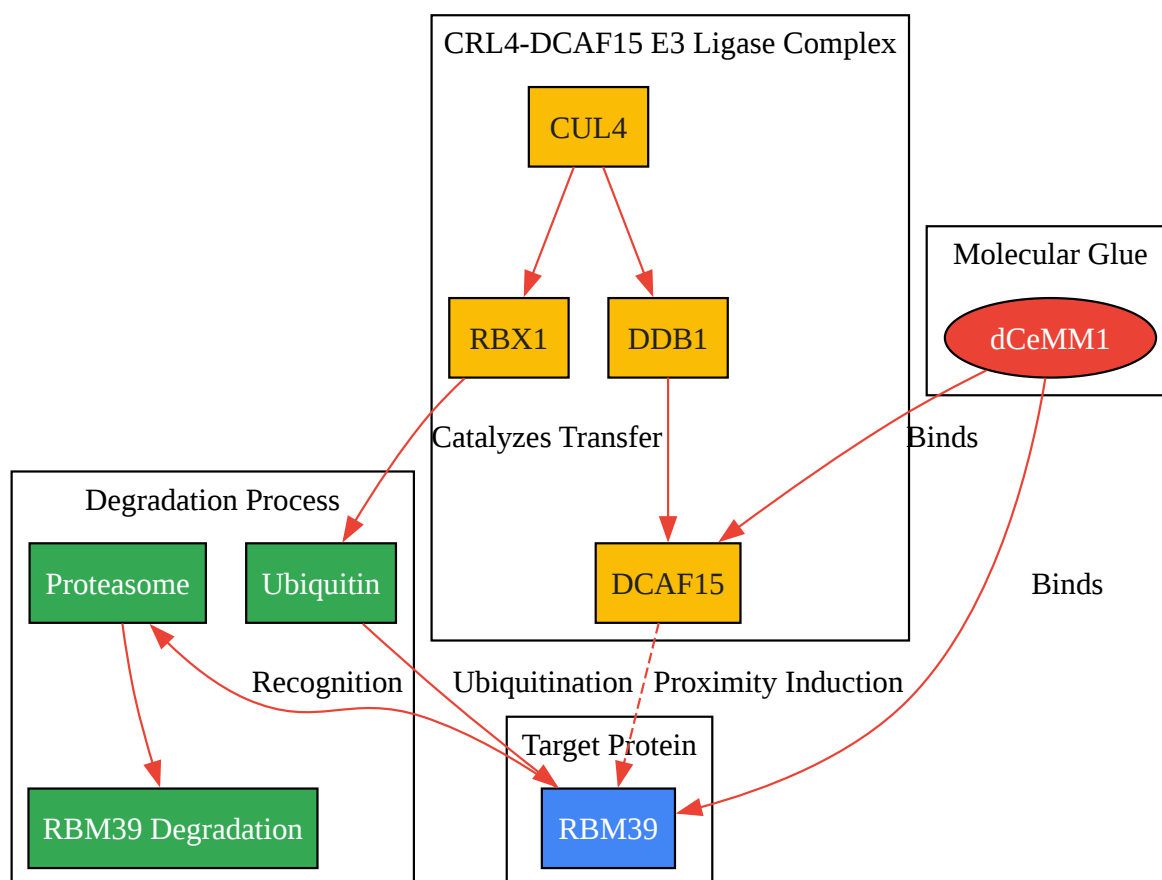 CRL4-DCAF15 E3 Ligase Complex
CUL4
Molecular Glue
RBX1
DDB1
dCeMM1
Catalyzes Transfer
Binds
Degradation Process
Proteasome
Ubiquitin
DCAF15
Binds
Recognition
Ubiquitination
Proximity Induction
Target Protein
RBM39 Degradation
RBM39